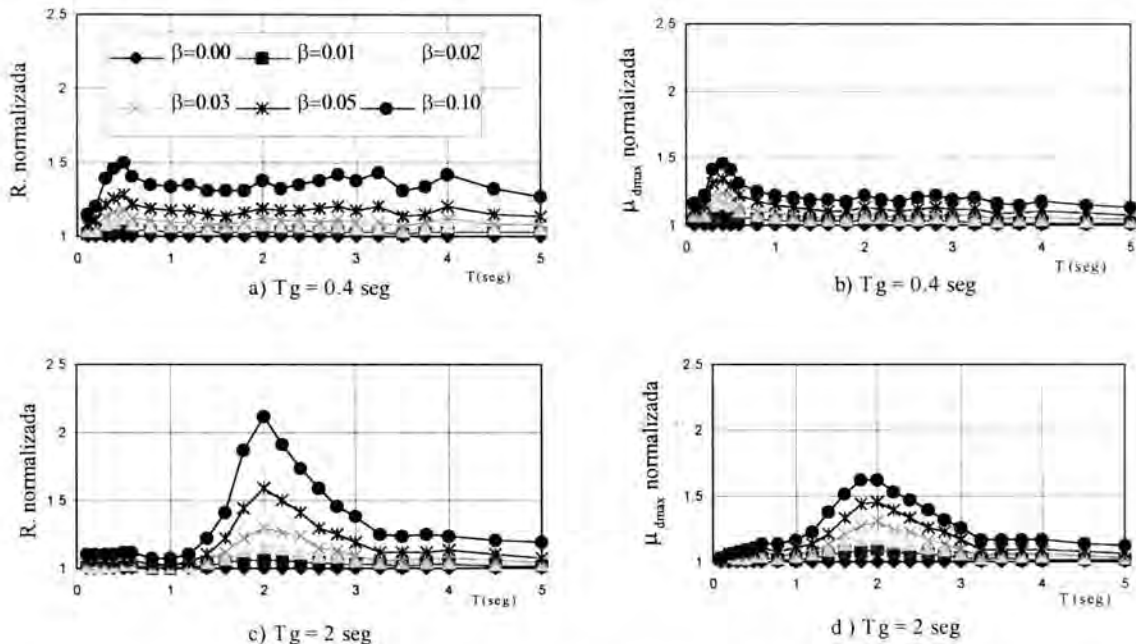 2.5
2
1.5
1
R. normalizada
β=0.00 β=0.01 β=0.02
β=0.03 β=0.05 β=0.10
0 1 2 3 4 5
T(seg)
a) Tg = 0.4 seg
2.5
2
1.5
1
μ dmax normalizada
0 1 2 3 4 5
T(seg)
b) Tg = 0.4 seg
2.5
2
1.5
1
R. normalizada
0 1 2 3 4 5
T(seg)
c) Tg = 2 seg
2.5
2
1.5
1
μ dmax normalizada
0 1 2 3 4 5
T(seg)
d ) Tg = 2 seg